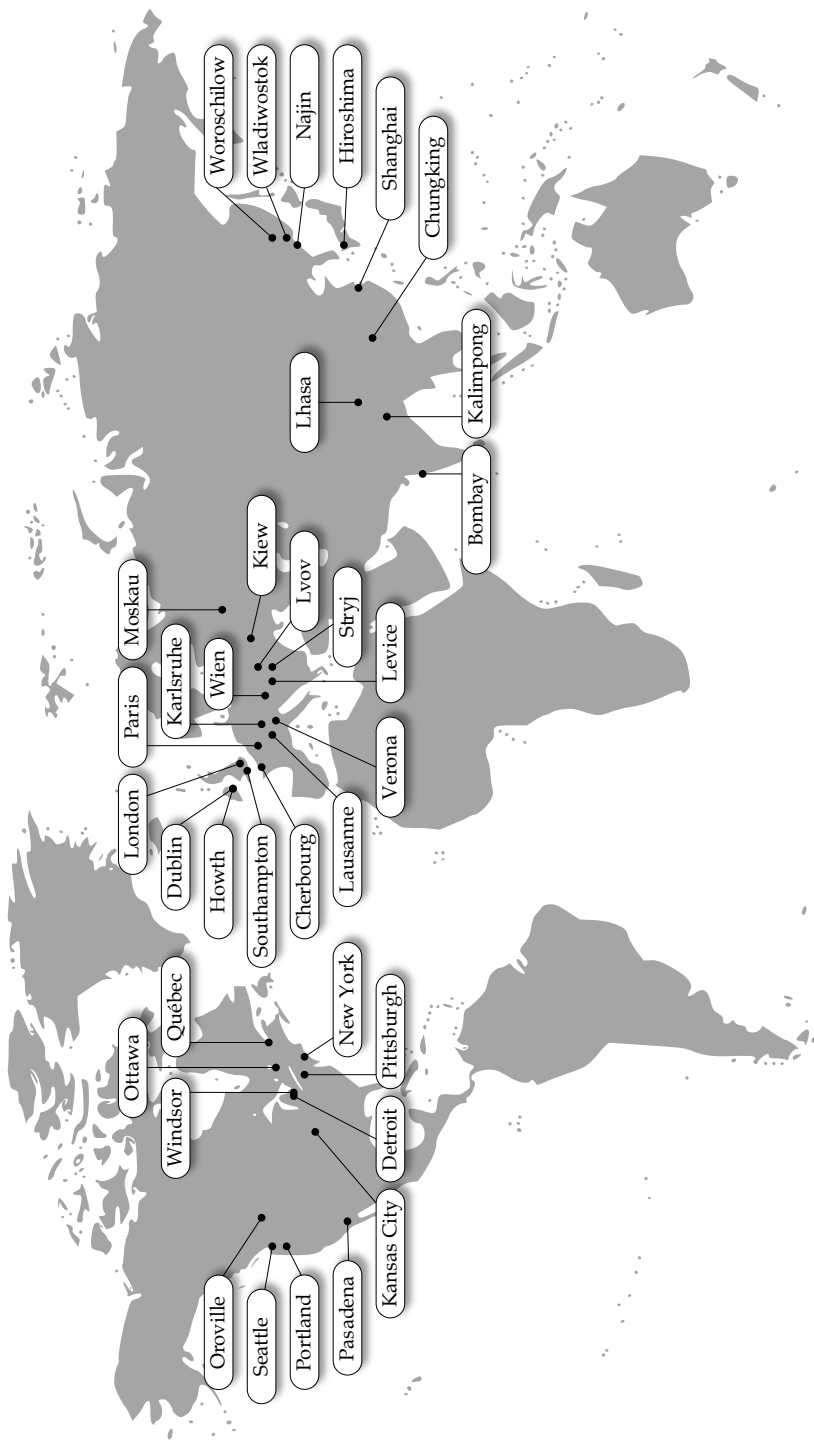 Ottawa
London
Paris
Moskau
Windsor
Québec
Dublin
Karlsruhe
Oroville
Howth
Wien
Woroschilow
Seattle
Southampton
Kiew
Wladiwostok
Portland
Cherbourg
Lvov
Lhasa
Najin
Pasadena
New York
Lausanne
Stryj
Hiroshima
Kansas City
Detroit
Pittsburgh
Verona
Levice
Shanghai
Chungking
Bombay
Kalimpong